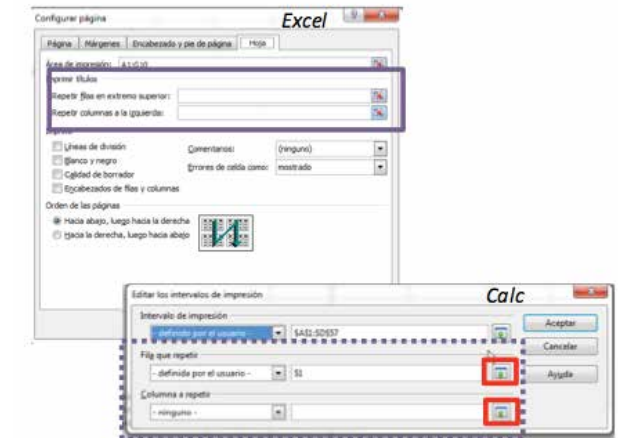 Configurar página
Excel
Página Márgenes Encabezado y pie de página Hoja
Área de impresión: A1:G10
Imprimir títulos
Repetir filas en extremo superior:
Repetir columnas a la izquierda:
Líneas de división
Comentarios: (ninguno)
Blanco y negro
Errores de celda como: mostrado
Calidad de borrador
Encabezados de filas y columnas
Orden de las páginas
Hacia abajo, luego hacia la derecha
Hacia la derecha, luego hacia abajo
Editar los intervalos de impresión
Calc
Intervalo de impresión
- definido por el usuario - $A$1:$D$57
Aceptar
Cancelar
Fila que repetir
- definida por el usuario - $1
Ayuda
Columna a repetir
- ninguno -